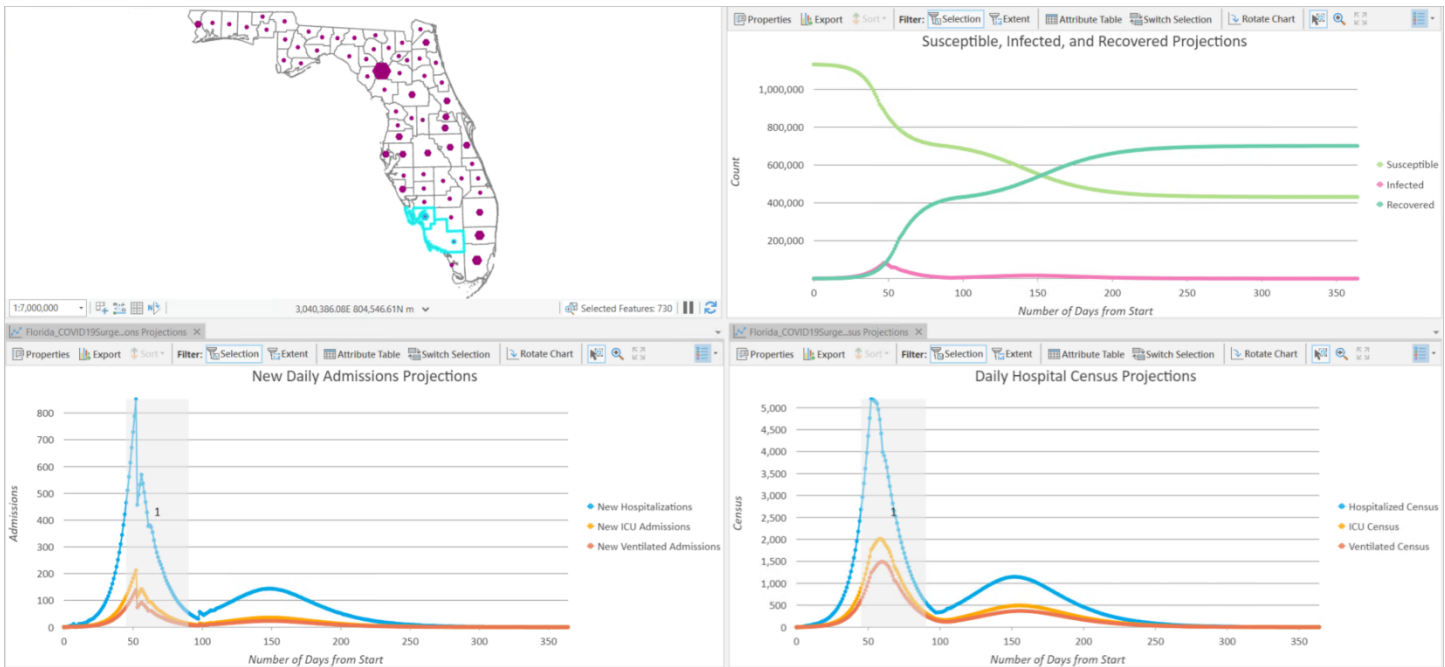 1:7,000,000
3,040,386.08E 804,546.61N m
Selected Features: 730
Properties Export Sort Filter: Selection Extent Attribute Table Switch Selection Rotate Chart
Susceptible, Infected, and Recovered Projections
Count
1,000,000
800,000
600,000
400,000
200,000
0
0 50 100 150 200 250 300 350
Number of Days from Start
Susceptible
Infected
Recovered
Florida_COVID19Surge...ons Projections
Properties Export Sort Filter: Selection Extent Attribute Table Switch Selection Rotate Chart
New Daily Admissions Projections
Admissions
800
700
600
500
400
300
200
100
0
1
0 50 100 150 200 250 300 350
Number of Days from Start
New Hospitalizations
New ICU Admissions
New Ventilated Admissions
Florida_COVID19Surge...sus Projections
Properties Export Sort Filter: Selection Extent Attribute Table Switch Selection Rotate Chart
Daily Hospital Census Projections
Census
5,000
4,500
4,000
3,500
3,000
2,500
2,000
1,500
1,000
500
0
1
0 50 100 150 200 250 300 350
Number of Days from Start
Hospitalized Census
ICU Census
Ventilated Census